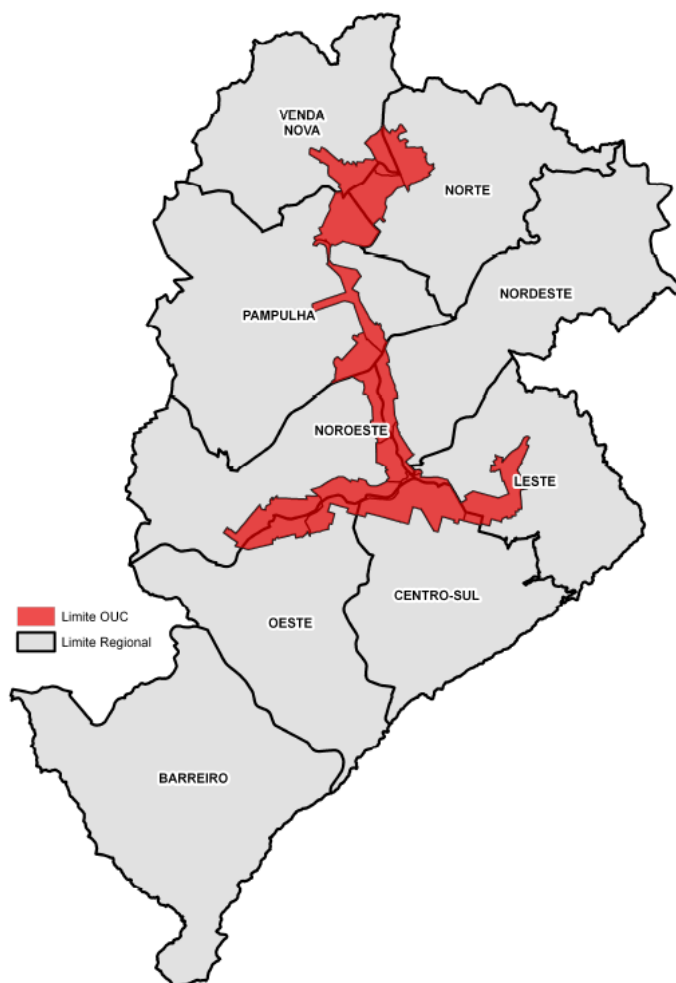 VENDA
NOVA
NORTE
NORDESTE
PAMPULHA
NOROESTE
LESTE
CENTRO-SUL
OESTE
Limite OUC
Limite Regional
BARREIRO